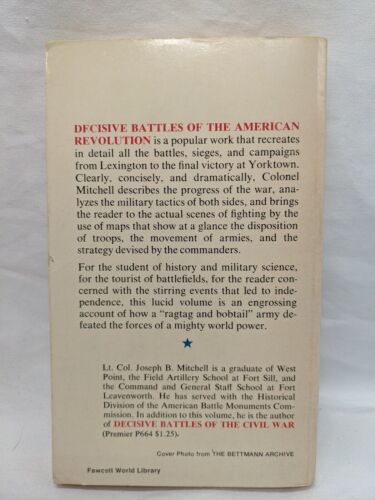 DECISIVE BATTLES OF THE AMERICAN
REVOLUTION is a popular work that recreates
in detail all the battles, sieges, and campaigns
from Lexington to the final victory at Yorktown.
Clearly, concisely, and dramatically, Colonel
Mitchell describes the progress of the war, ana-
lyzes the military tactics of both sides, and brings
the reader to the actual scenes of fighting by the
use of maps that show at a glance the disposition
of troops, the movement of armies, and the
strategy devised by the commanders.
For the student of history and military science,
for the tourist of battlefields, for the reader con-
cerned with the stirring events that led to inde-
pendence, this lucid volume is an engrossing
account of how a “ragtag and bobtail” army de-
feated the forces of a mighty world power.
★
Lt. Col. Joseph B. Mitchell is a graduate of West
Point, the Field Artillery School at Fort Sill, and
the Command and General Staff School at Fort
Leavenworth. He has served with the Historical
Division of the American Battle Monuments Com-
mission. In addition to this volume, he is the author
of DECISIVE BATTLES OF THE CIVIL WAR
(Premier P664 $1.25).
Cover Photo from THE BETTMANN ARCHIVE
Fawcett World Library